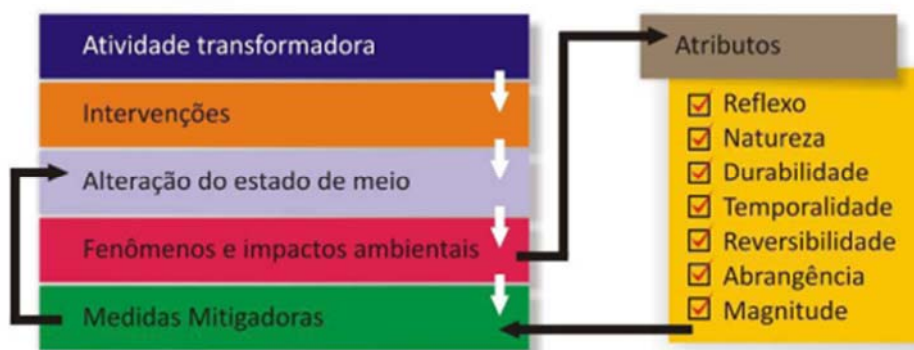 Atividade transformadora
Intervenções
Alteração do estado de meio
Fenômenos e impactos ambientais
Medidas Mitigadoras
Atributos
Reflexo
Natureza
Durabilidade
Temporalidade
Reversibilidade
Abrangência
Magnitude